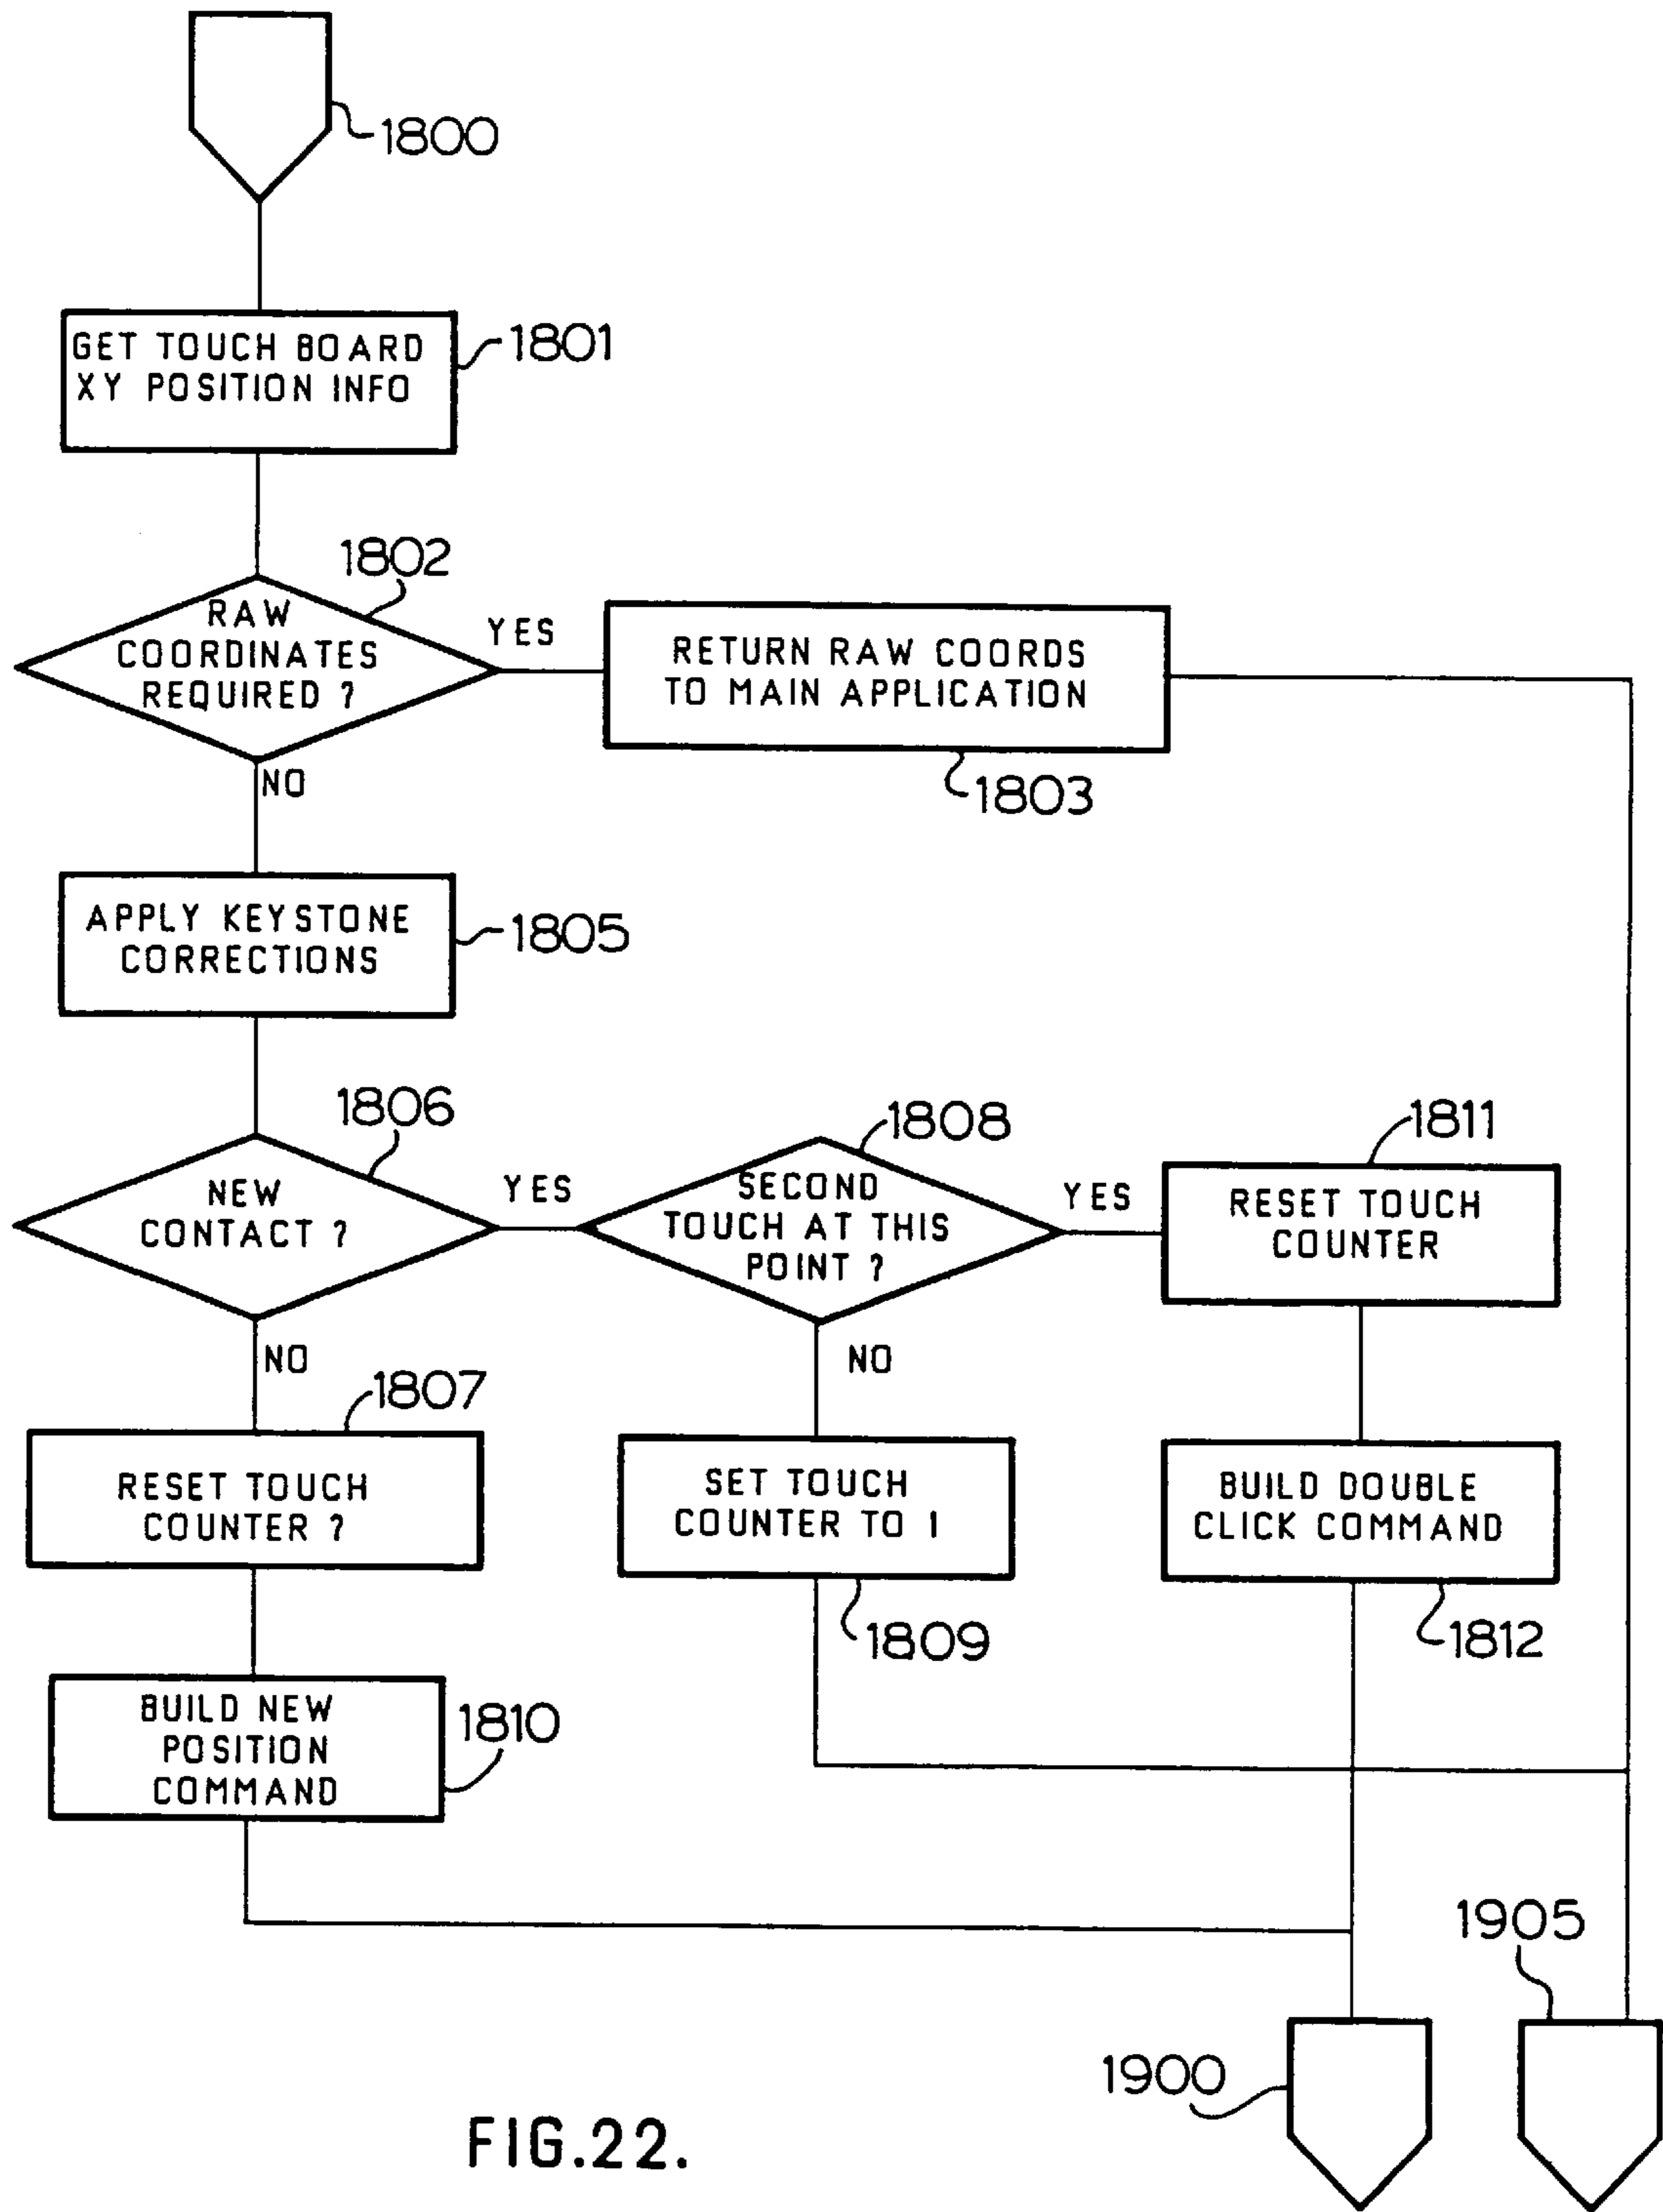 1800
GET TOUCH BOARD
XY POSITION INFO
1801
1802
RAW
COORDINATES
REQUIRED ?
YES
RETURN RAW COORDS
TO MAIN APPLICATION
1803
NO
APPLY KEYSTONE
CORRECTIONS
1805
1806
NEW
CONTACT ?
YES
1808
SECOND
TOUCH AT THIS
POINT ?
YES
1811
RESET TOUCH
COUNTER
NO
1807
RESET TOUCH
COUNTER ?
NO
SET TOUCH
COUNTER TO 1
1809
BUILD DOUBLE
CLICK COMMAND
1812
BUILD NEW
POSITION
COMMAND
1810
1900
1905
FIG.22.